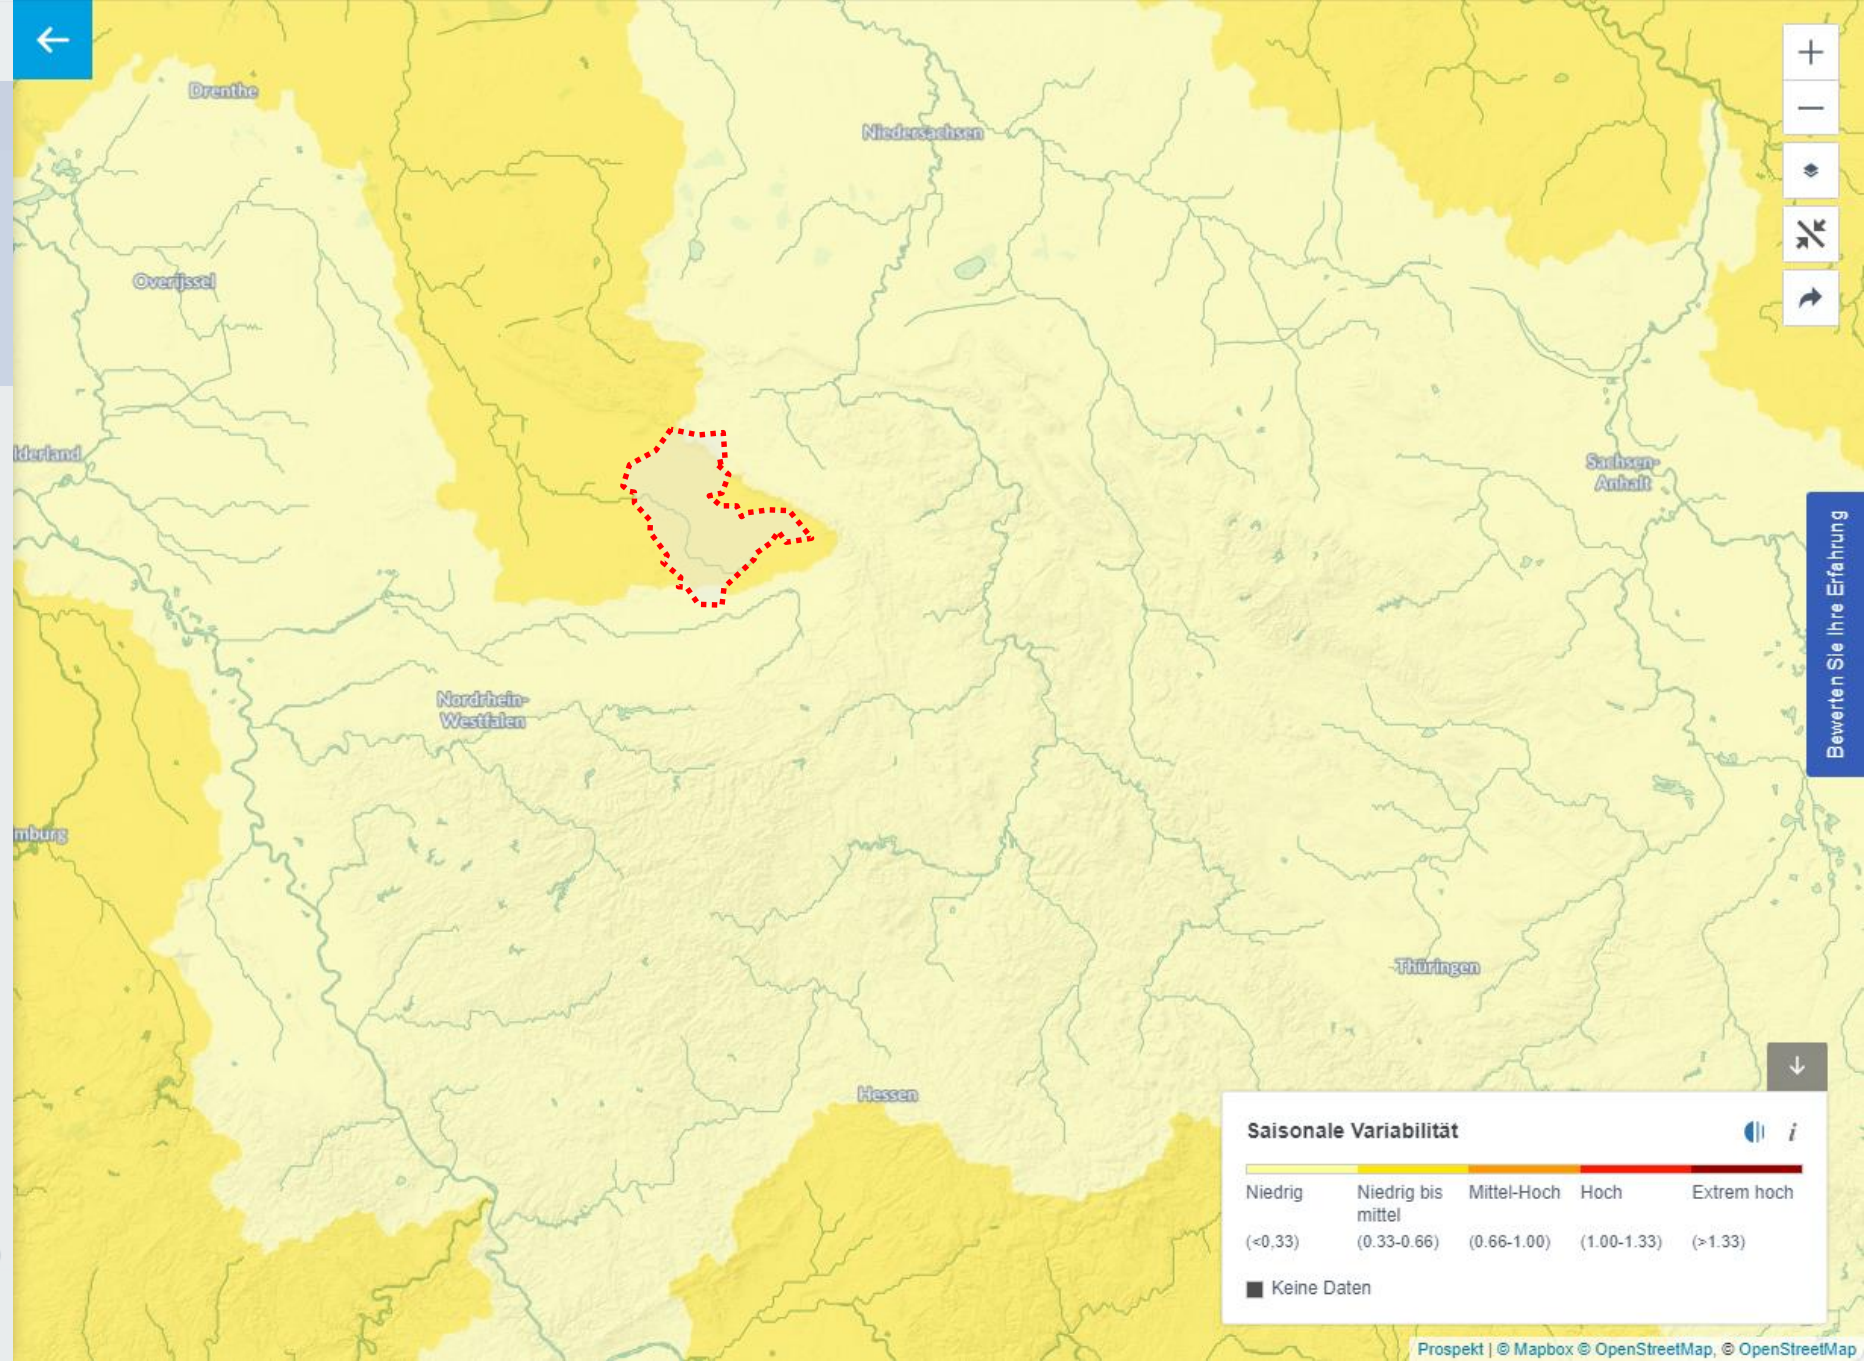 Drenthe
Niedersachsen
Overijssel
lderland
Sachsen-
Anhalt
Bewerten Sie Ihre Erfahrung
Nordrhein-
Westfalen
mburg
Thüringen
Hessen
Saisonale Variabilität
i
Niedrig
Niedrig bis
mittel
Mittel-Hoch
Hoch
Extrem hoch
(<0,33)
(0.33-0.66)
(0.66-1.00)
(1.00-1.33)
(>1.33)
Keine Daten
Prospekt | © Mapbox © OpenStreetMap, © OpenStreetMap